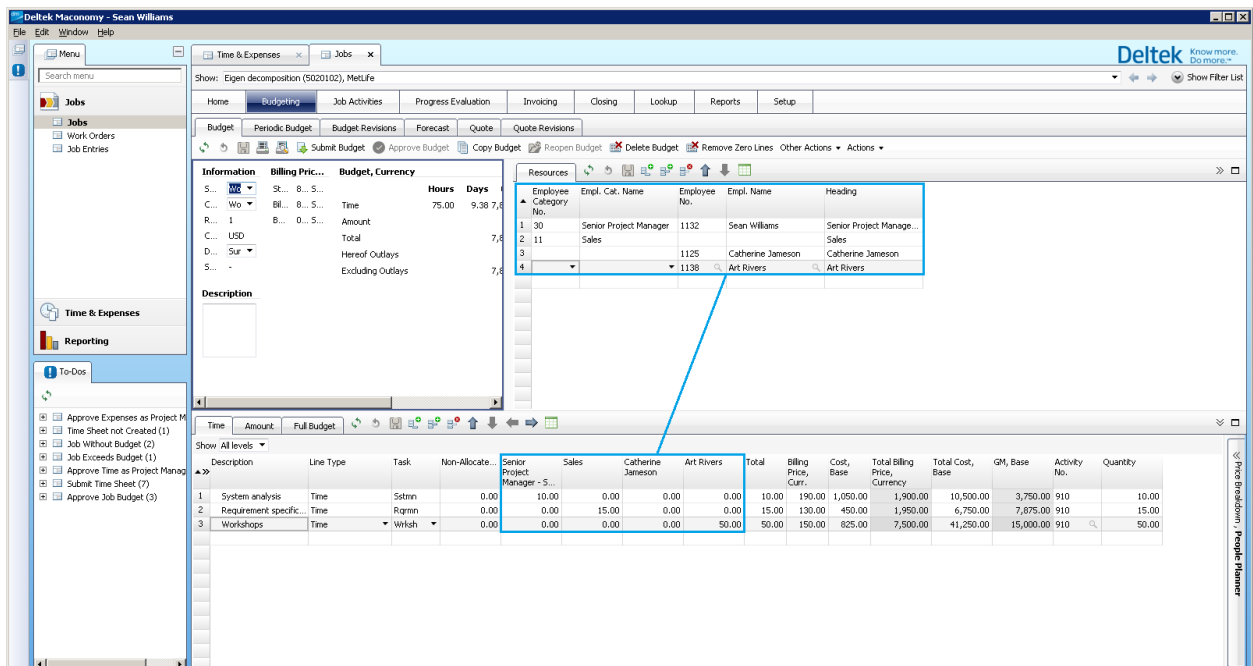 Deltek Maconomy - Sean Williams
File Edit Window Help
Menu
Time & Expenses
Jobs
Deltek Know more. Do more.™
Search menu
Show: Eigen decomposition (5020102), MetLife
Show Filter List
Jobs
Home Budgeting Job Activities Progress Evaluation Invoicing Closing Lookup Reports Setup
Jobs
Work Orders
Job Entries
Budget Periodic Budget Budget Revisions Forecast Quote Quote Revisions
Submit Budget Approve Budget Copy Budget Reopen Budget Delete Budget Remove Zero Lines Other Actions Actions
Information Billing Pric... Budget, Currency
Hours Days
S... Wo St... 8... S...
C... Wo Bil... 8... S... Time 75.00 9.38 7,8
R... 1 B... 0... S... Amount
C... USD Total 7,8
D... Sur Hereof Outlays
S... - Excluding Outlays 7,8
Description
Resources
Employee Category No. Empl. Cat. Name Employee No. Empl. Name Heading
1 30 Senior Project Manager 1132 Sean Williams Senior Project Manage...
2 11 Sales Sales
3 1125 Catherine Jameson Catherine Jameson
4 1138 Art Rivers Art Rivers
Time & Expenses
Reporting
To-Dos
Approve Expenses as Project M
Time Sheet not Created (1)
Job Without Budget (2)
Job Exceeds Budget (1)
Approve Time as Project Manag
Submit Time Sheet (7)
Approve Job Budget (3)
Time Amount Full Budget
Show All levels
Description Line Type Task Non-Allocate... Senior Project Manager - S... Sales Catherine Jameson Art Rivers Total Billing Price, Curr. Cost, Base Total Billing Price, Currency Total Cost, Base GM, Base Activity No. Quantity
1 System analysis Time Sstmn 0.00 10.00 0.00 0.00 0.00 10.00 190.00 1,050.00 1,900.00 10,500.00 3,750.00 910 10.00
2 Requirement specific... Time Rqrmn 0.00 0.00 15.00 0.00 0.00 15.00 130.00 450.00 1,950.00 6,750.00 7,875.00 910 15.00
3 Workshops Time Wrksh 0.00 0.00 0.00 0.00 50.00 50.00 150.00 825.00 7,500.00 41,250.00 15,000.00 910 50.00
Price Breakdown , People Planner